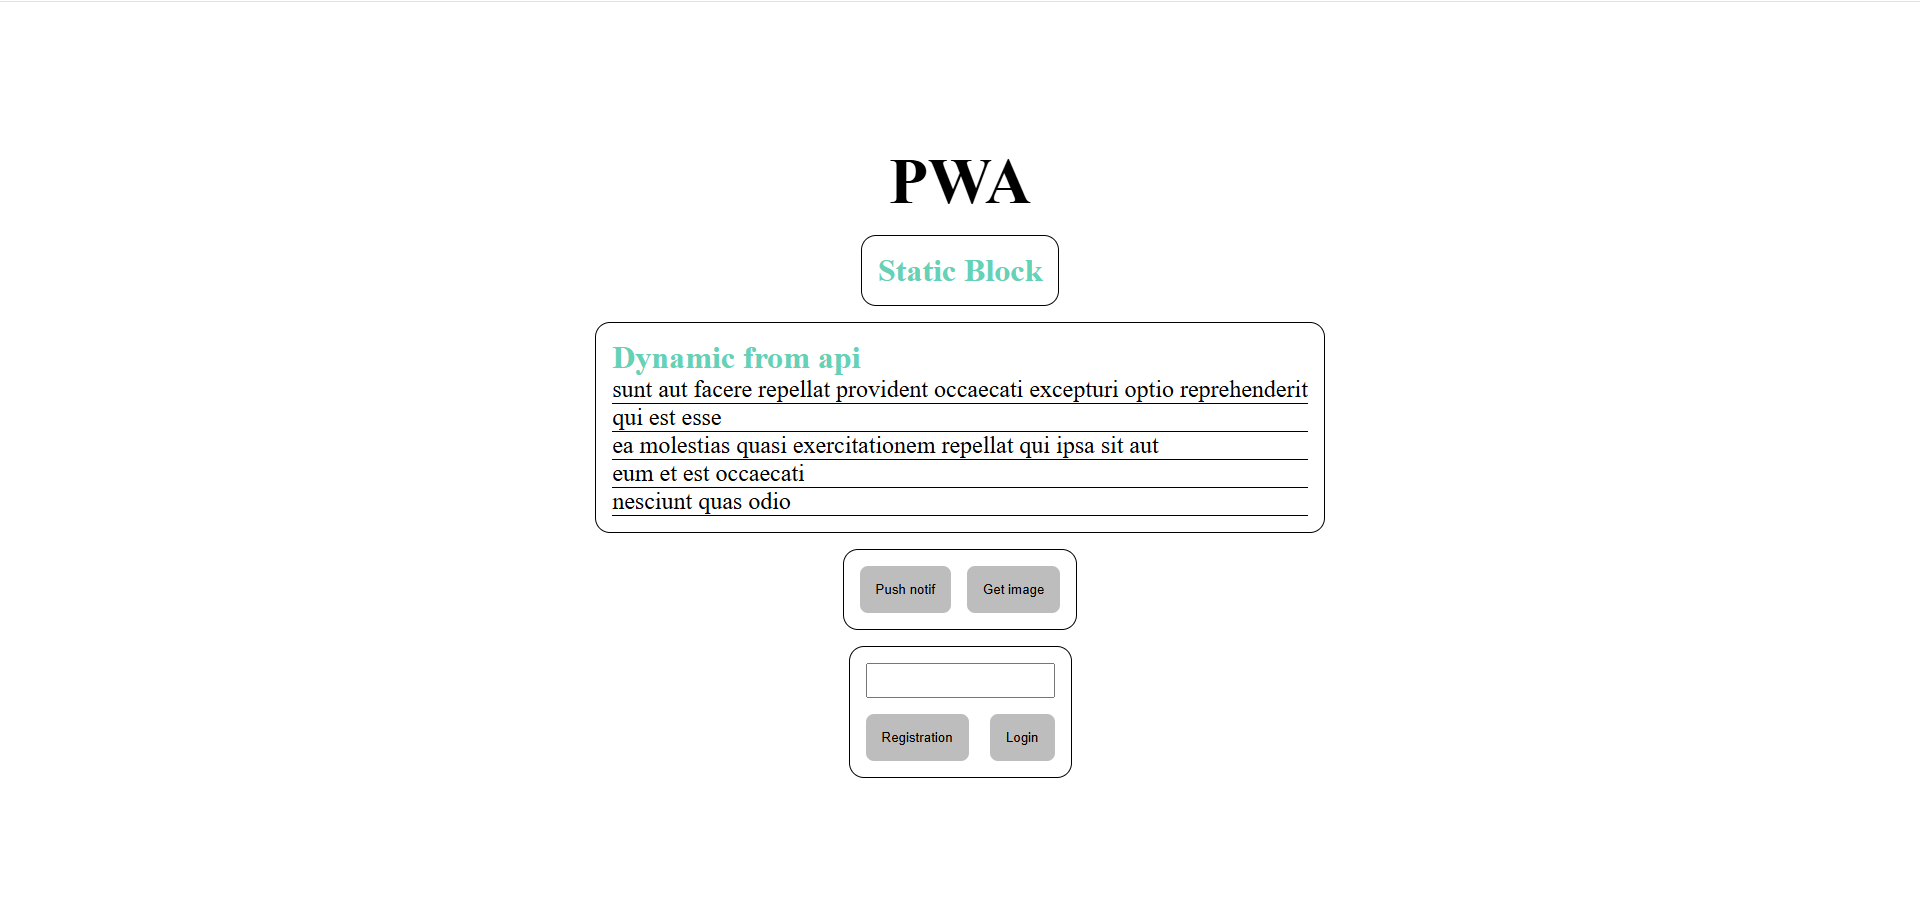 PWA
Static Block
Dynamic from api
sunt aut facere repellat provident occaecati excepturi optio reprehenderit
qui est esse
ea molestias quasi exercitationem repellat qui ipsa sit aut
eum et est occaecati
nesciunt quas odio
Push notif Get image
Registration Login